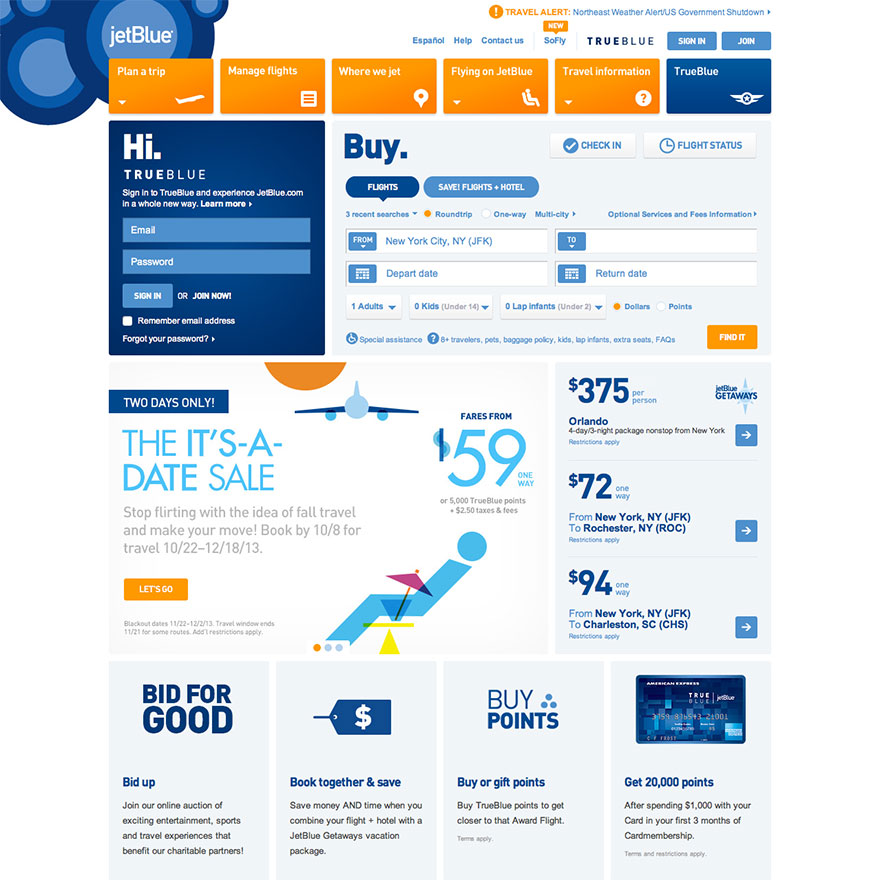 TRAVEL ALERT: Northeast Weather Alert/US Government Shutdown
jetBlue
NEW
Español Help Contact us SoFly TRUEBLUE SIGN IN JOIN
Plan a trip Manage flights Where we jet Flying on JetBlue Travel information TrueBlue
Hi.
TRUEBLUE
Sign in to TrueBlue and experience JetBlue.com
in a whole new way. Learn more
Email
Password
SIGN IN OR JOIN NOW!
Remember email address
Forgot your password?
Buy.
CHECK IN FLIGHT STATUS
FLIGHTS SAVE! FLIGHTS + HOTEL
3 recent searches Roundtrip One-way Multi-city Optional Services and Fees Information
FROM New York City, NY (JFK) TO
Depart date Return date
1 Adults 0 Kids (Under 14) 0 Lap infants (Under 2) Dollars Points
Special assistance ? 8+ travelers, pets, baggage policy, kids, lap infants, extra seats, FAQs
FIND IT
TWO DAYS ONLY!
THE IT'S-A-
DATE SALE
Stop flirting with the idea of fall travel
and make your move! Book by 10/8 for
travel 10/22–12/18/13.
LET'S GO
Blackout dates 11/22–12/2/13. Travel window ends
11/21 for some routes. Add'l restrictions apply.
FARES FROM
$59
ONE
WAY
or 5,000 TrueBlue points
+ $2.50 taxes & fees
$375 per
person
jetBlue
GETAWAYS
Orlando
4-day/3-night package nonstop from New York
Restrictions apply
$72 one
way
From New York, NY (JFK)
To Rochester, NY (ROC)
Restrictions apply
$94 one
way
From New York, NY (JFK)
To Charleston, SC (CHS)
Restrictions apply
BID FOR
GOOD
Bid up
Join our online auction of
exciting entertainment, sports
and travel experiences that
benefit our charitable partners!
$
Book together & save
Save money AND time when you
combine your flight + hotel with a
JetBlue Getaways vacation
package.
BUY
POINTS
Buy or gift points
Buy TrueBlue points to get
closer to that Award Flight.
Terms apply.
AMERICAN EXPRESS
TRUE
BLUE jetBlue
C F FROST
Get 20,000 points
After spending $1,000 with your
Card in your first 3 months of
Cardmembership.
Terms and restrictions apply.